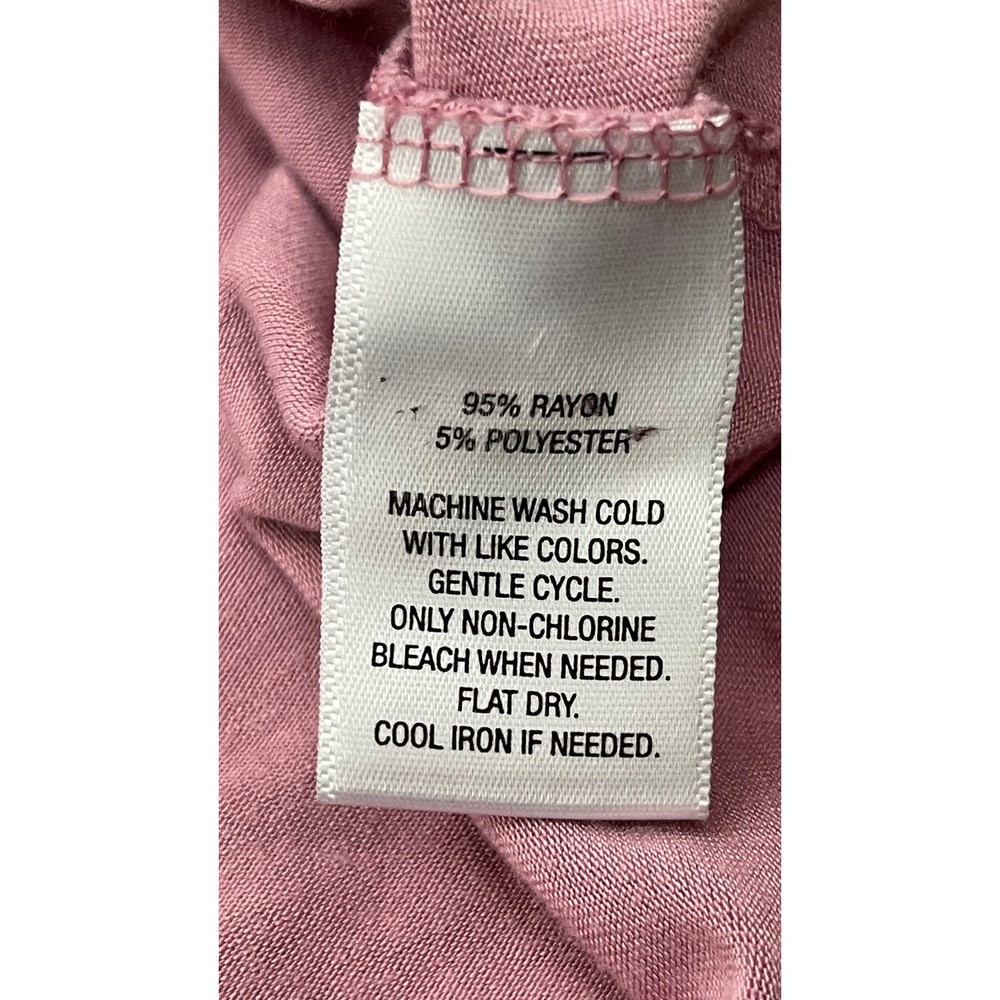 95% RAYON
5% POLYESTER
MACHINE WASH COLD
WITH LIKE COLORS.
GENTLE CYCLE.
ONLY NON-CHLORINE
BLEACH WHEN NEEDED.
FLAT DRY.
COOL IRON IF NEEDED.